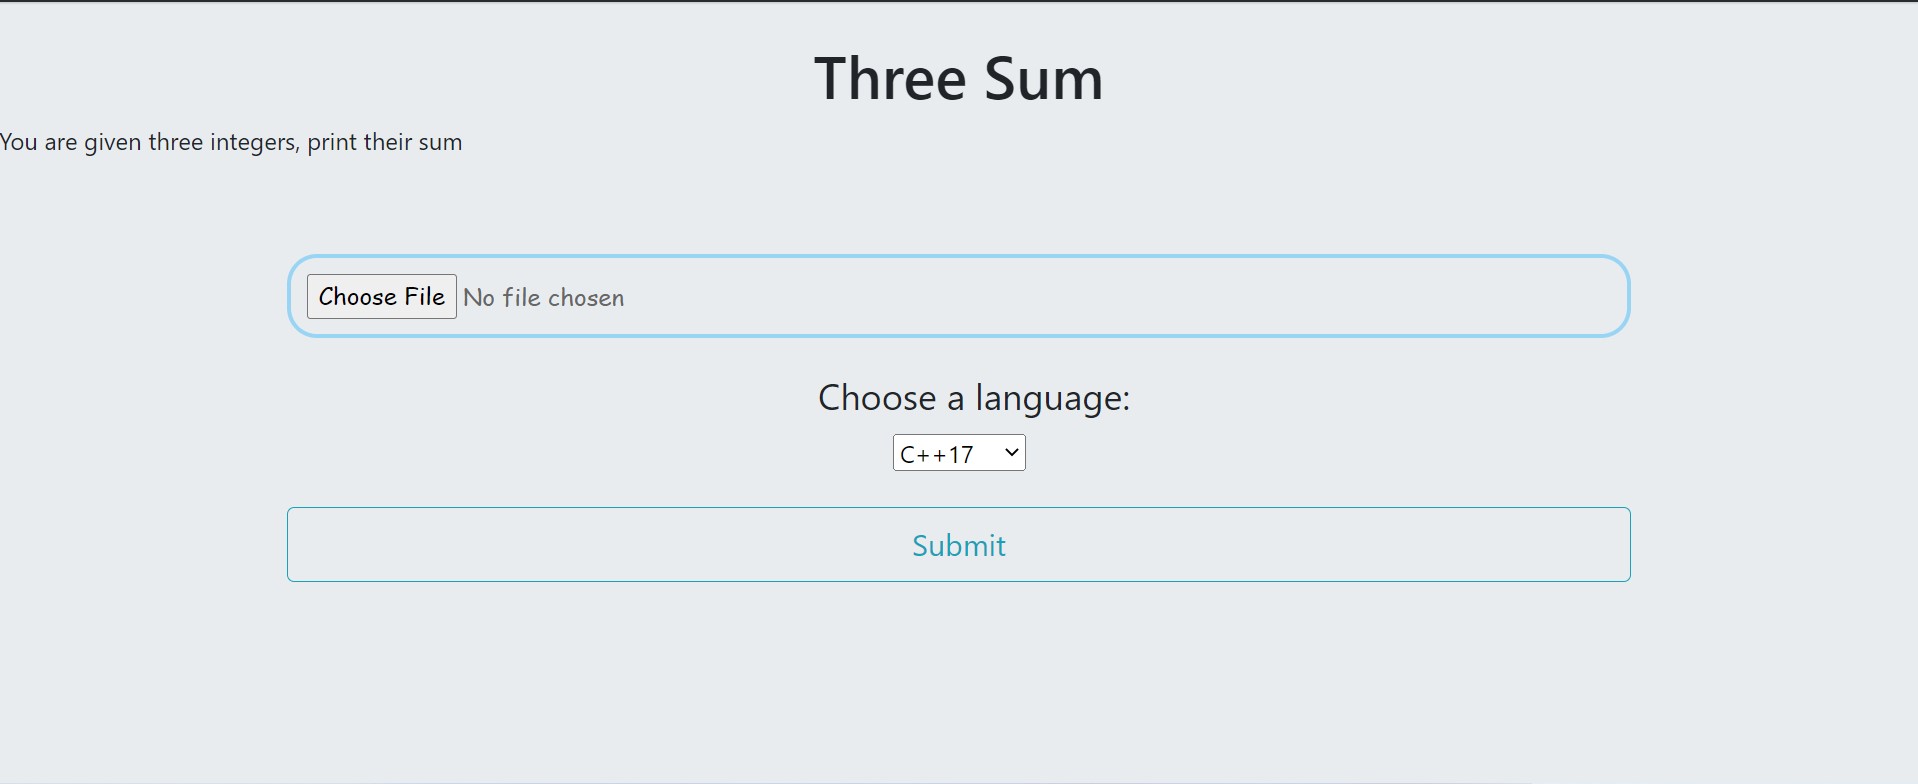 Three Sum
You are given three integers, print their sum
Choose File No file chosen
Choose a language:
C++17
Submit